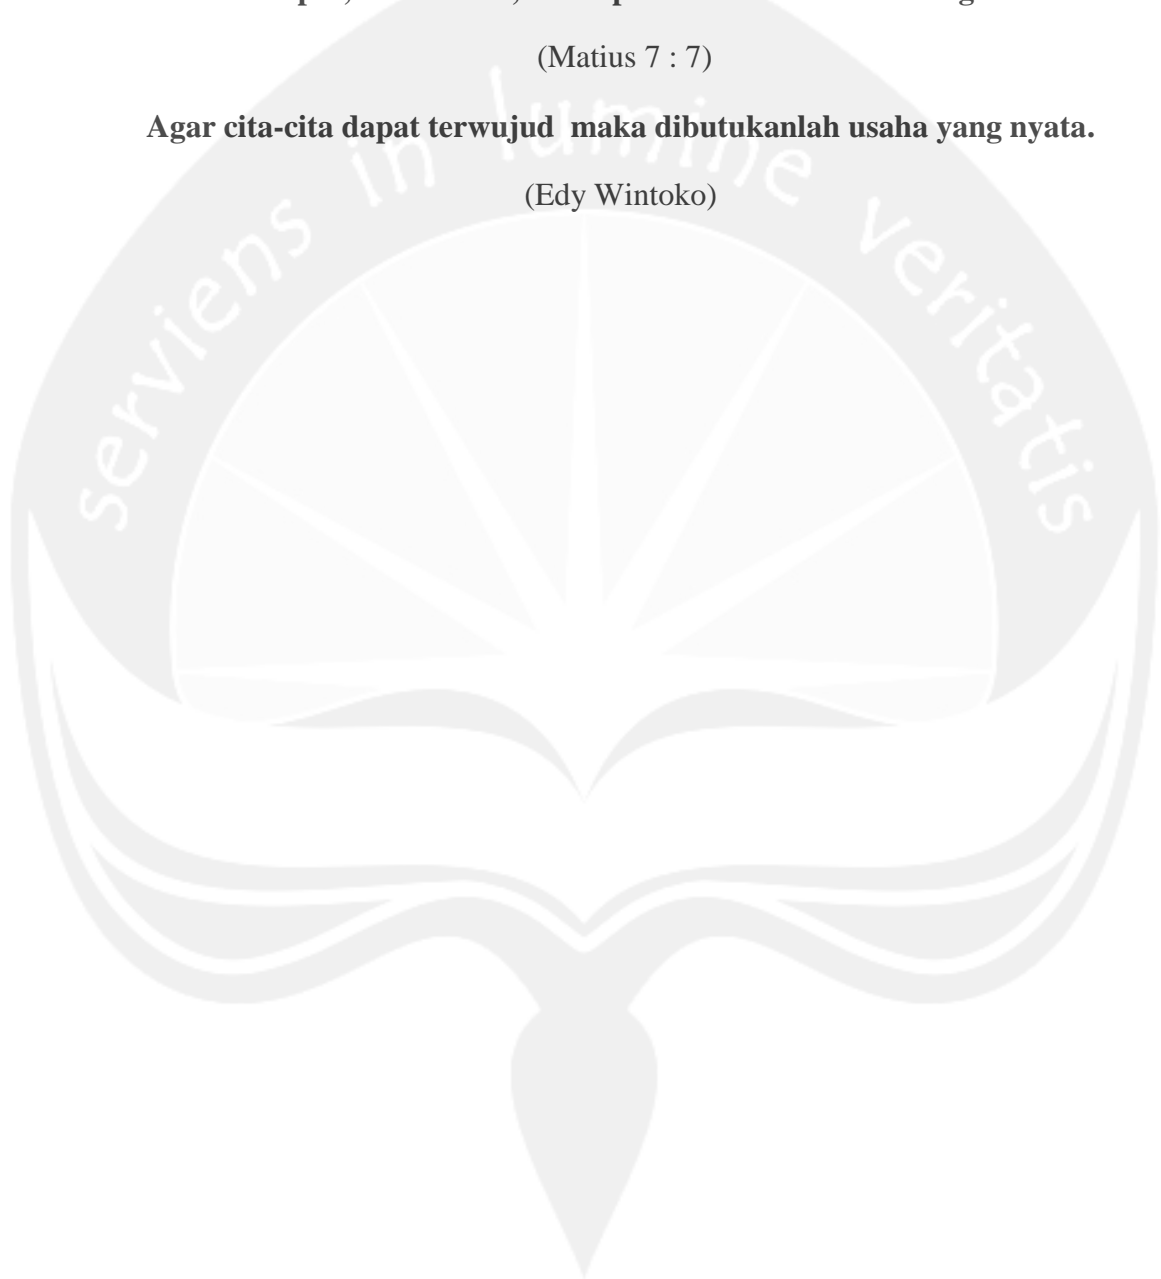 (Matius 7 : 7)
Agar cita-cita dapat terwujud  maka dibutukanlah usaha yang nyata.
(Edy Wintoko)
serviens in lumine veritatis